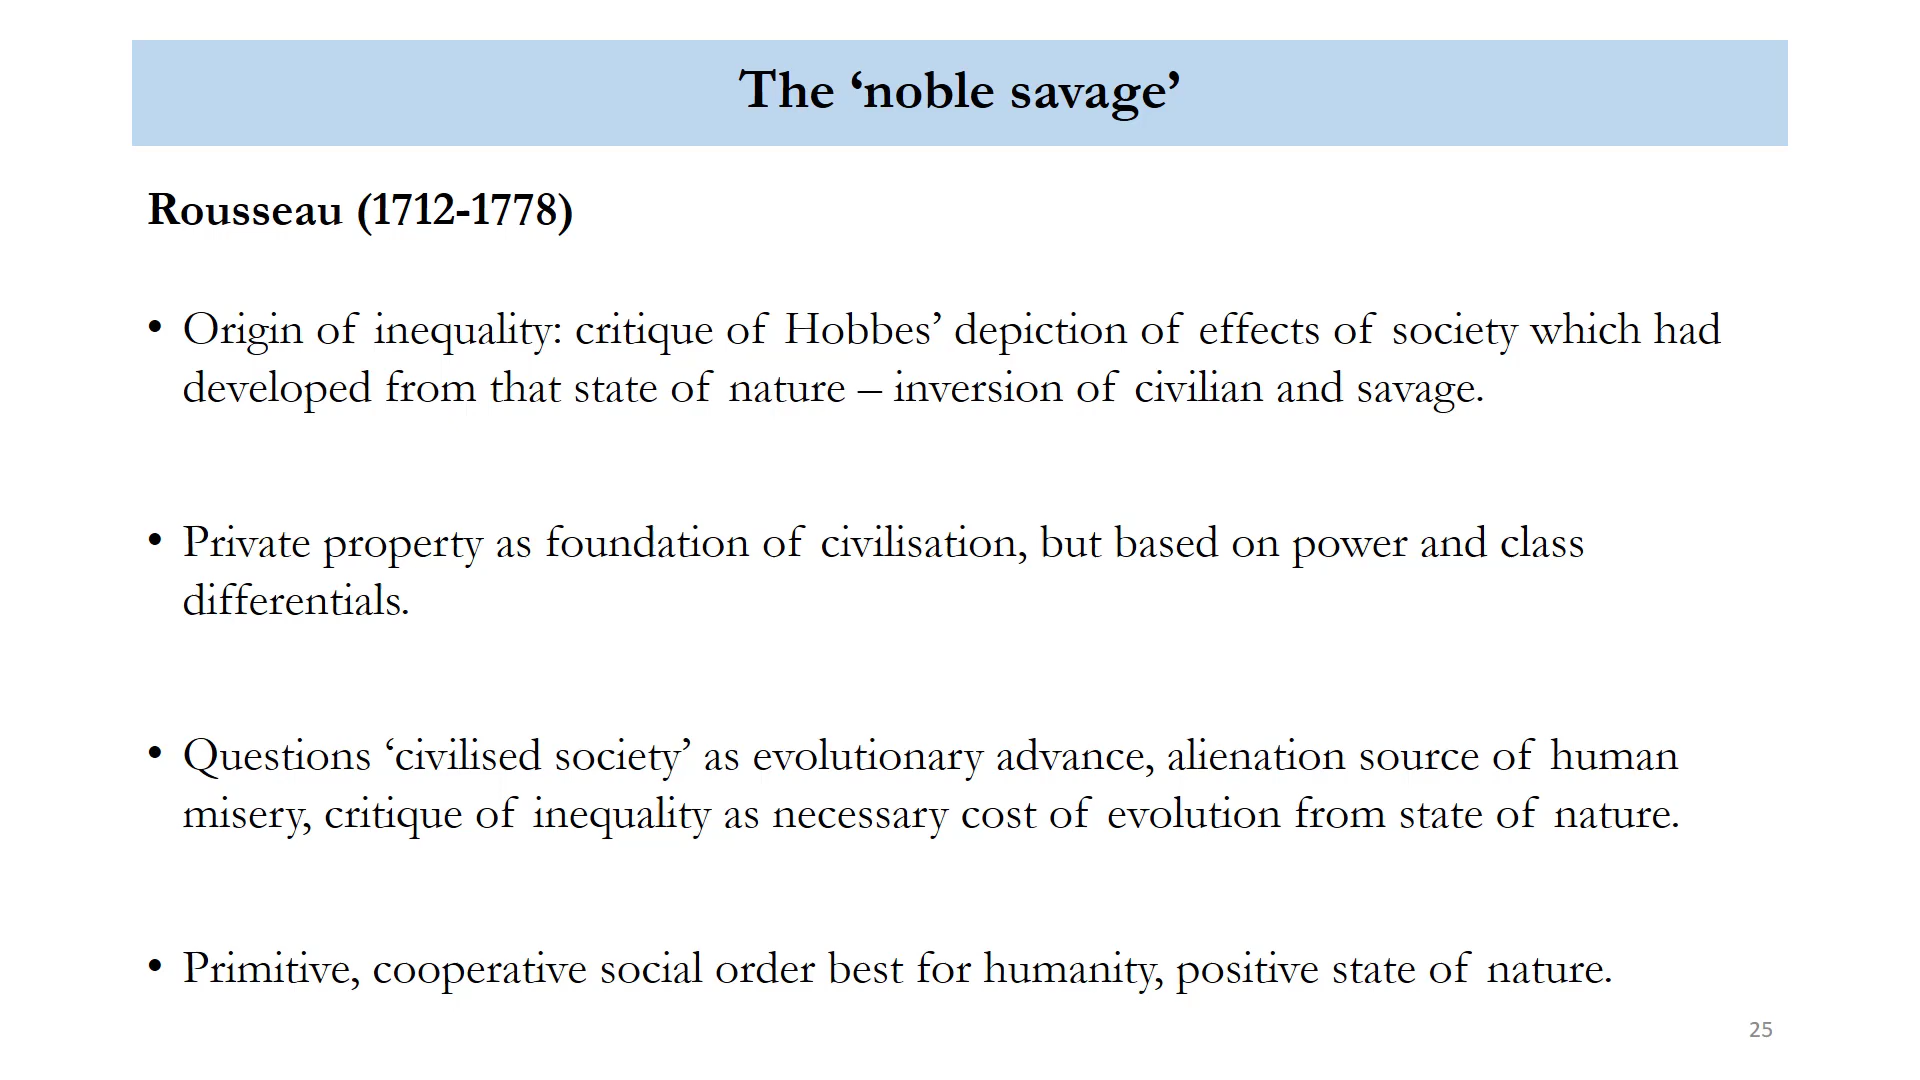 The ‘noble savage’
Rousseau (1712-1778)
• Origin of inequality: critique of Hobbes’ depiction of effects of society which had
developed from that state of nature – inversion of civilian and savage.
• Private property as foundation of civilisation, but based on power and class
differentials.
• Questions ‘civilised society’ as evolutionary advance, alienation source of human
misery, critique of inequality as necessary cost of evolution from state of nature.
• Primitive, cooperative social order best for humanity, positive state of nature.
25